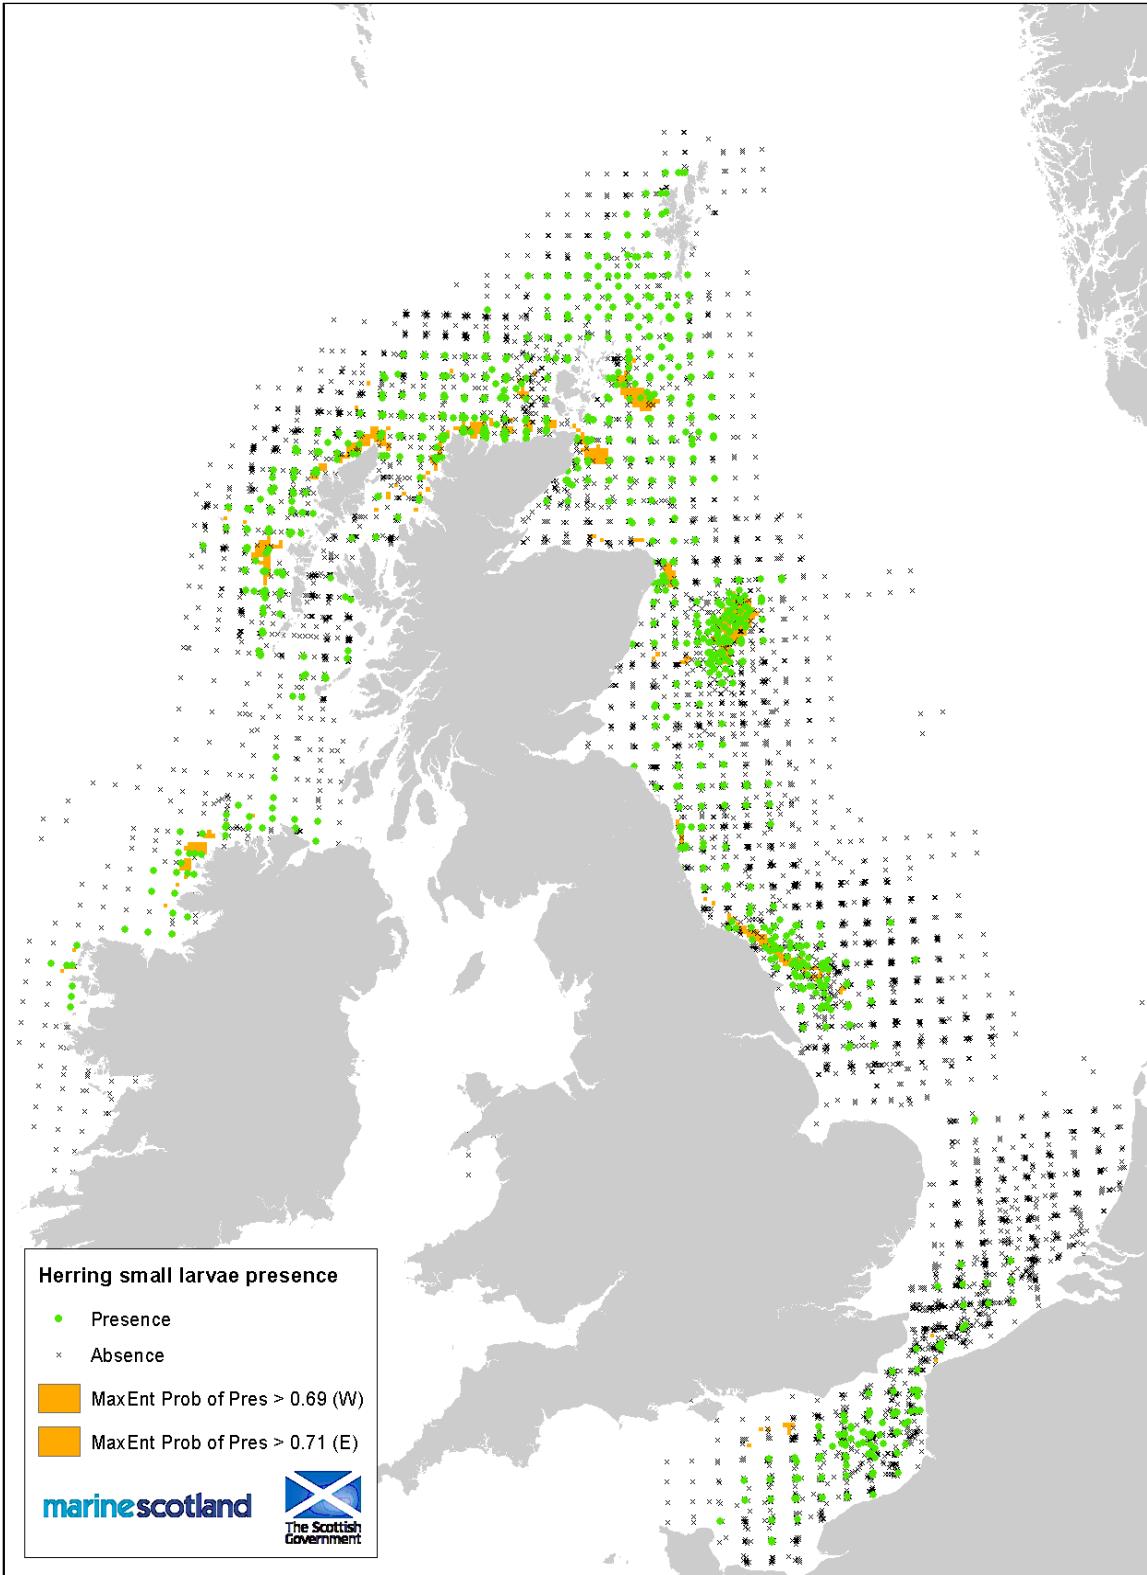 Herring small larvae presence
Presence
Absence
MaxEnt Prob of Pres > 0.69 (W)
MaxEnt Prob of Pres > 0.71 (E)
marinescotland
The Scottish
Government